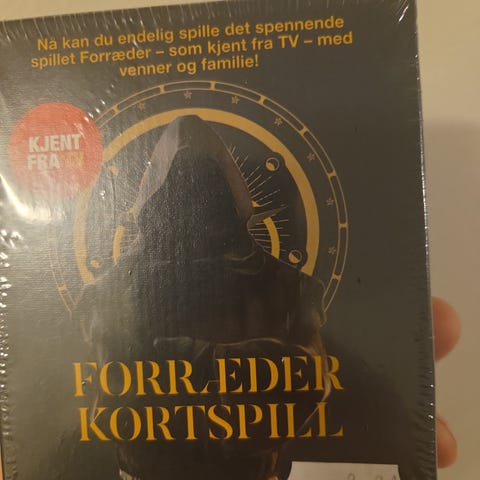 Nå kan du endelig spille det spennende
spillet Forræder – som kjent fra TV – med
venner og familie!
KJENT
FRA TV
FORRÆDER
KORTSPILL